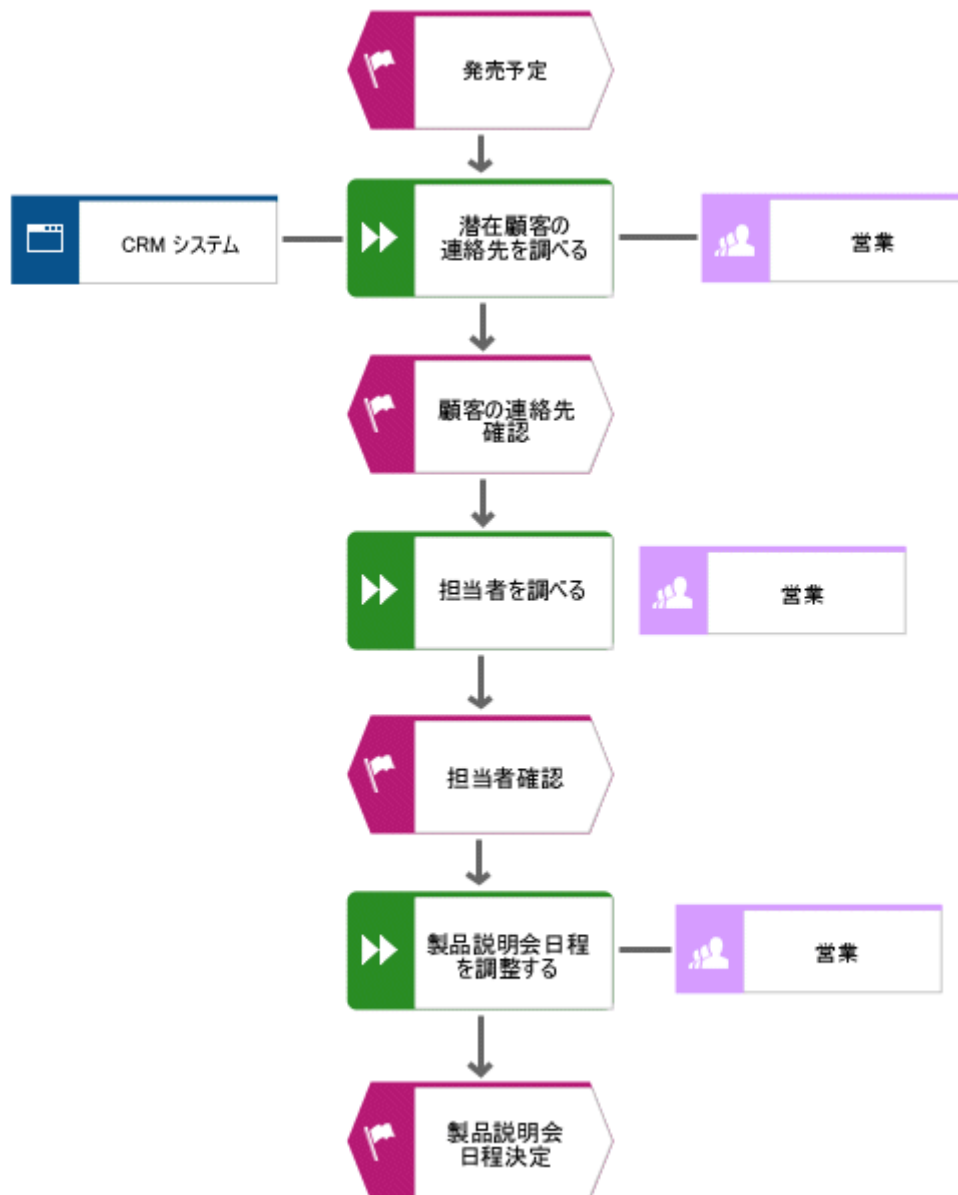 発売予定
CRM システム
潜在顧客の
連絡先を調べる
営業
顧客の連絡先
確認
担当者を調べる
営業
担当者確認
製品説明会日程
を調整する
営業
製品説明会
日程決定